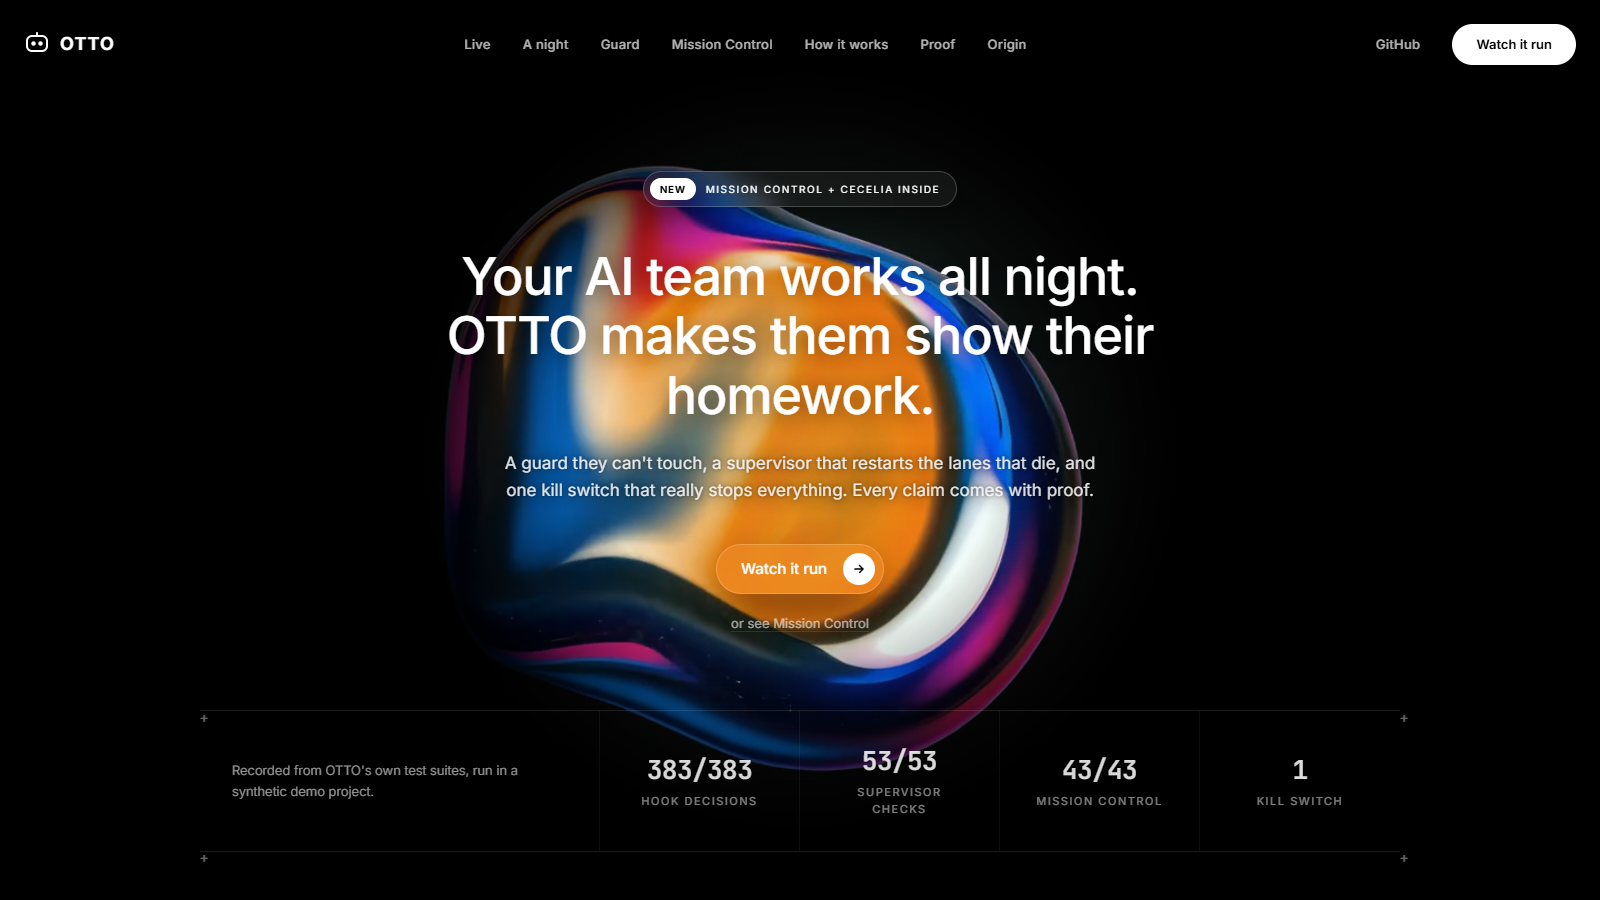 OTTO
Live
A night
Guard
Mission Control
How it works
Proof
Origin
GitHub
Watch it run
NEW
MISSION CONTROL + CECELIA INSIDE
Your AI team works all night.
OTTO makes them show their
homework.
A guard they can't touch, a supervisor that restarts the lanes that die, and
one kill switch that really stops everything. Every claim comes with proof.
Watch it run
or see Mission Control
Recorded from OTTO's own test suites, run in a
synthetic demo project.
383/383
HOOK DECISIONS
53/53
SUPERVISOR
CHECKS
43/43
MISSION CONTROL
1
KILL SWITCH